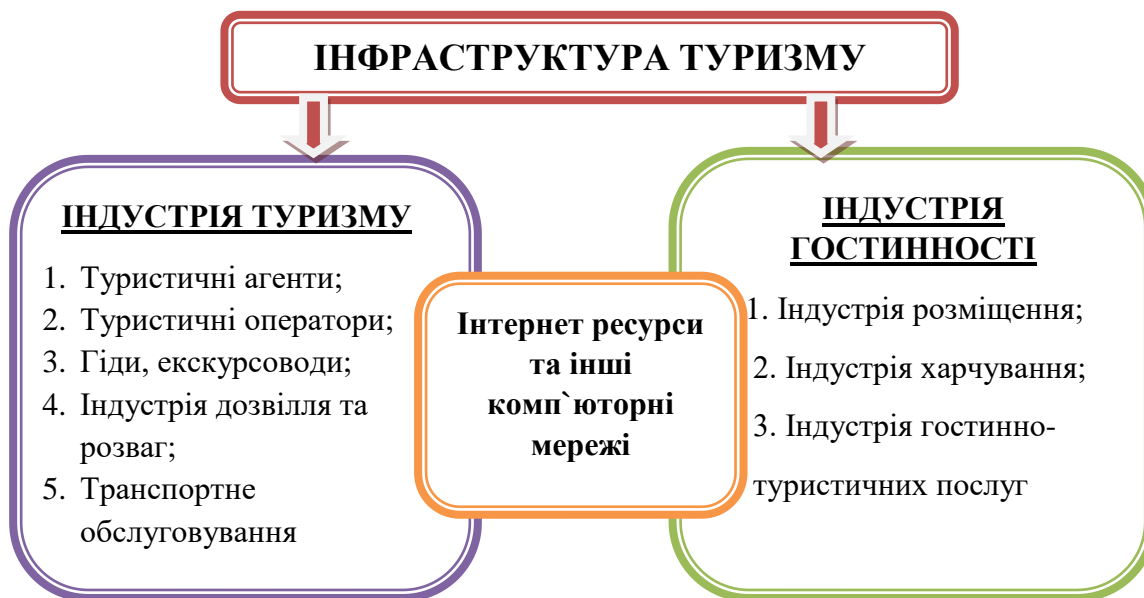 ІНФРАСТРУКТУРА ТУРИЗМУ
ІНДУСТРІЯ ТУРИЗМУ
1. Туристичні агенти;
2. Туристичні оператори;
3. Гіди, екскурсоводи;
4. Індустрія дозвілля та
розваг;
5. Транспортне
обслуговування
Інтернет ресурси
та інші
комп`юторні
мережі
ІНДУСТРІЯ
ГОСТИННОСТІ
1. Індустрія розміщення;
2. Індустрія харчування;
3. Індустрія гостинно-
туристичних послуг